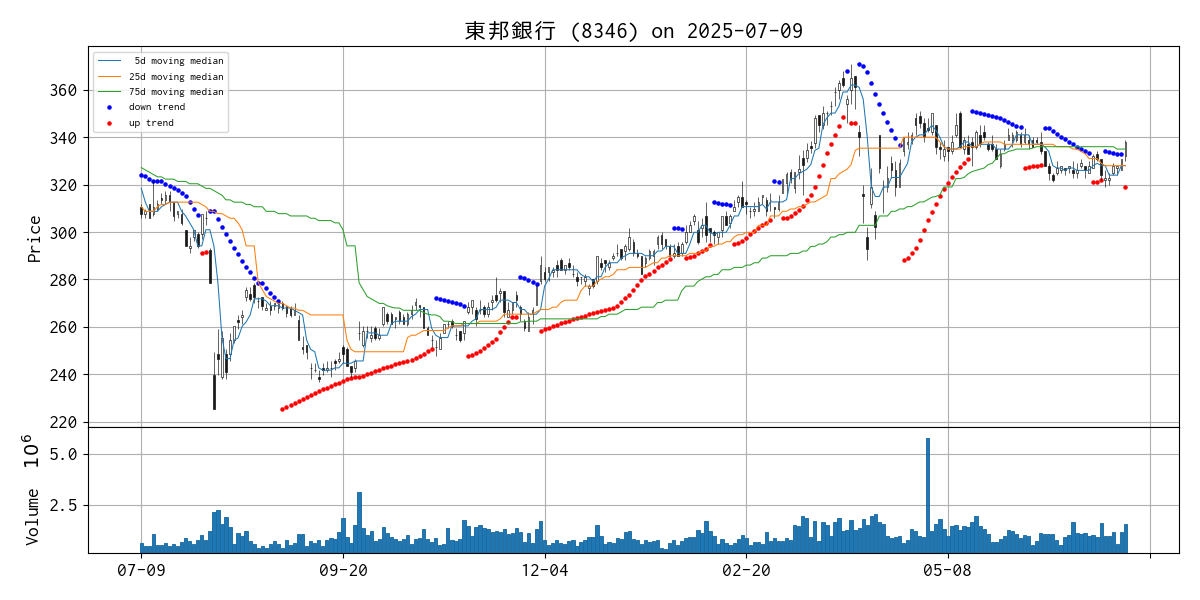 東邦銀行 (8346) on 2025-07-09
5d moving median
25d moving median
75d moving median
down trend
up trend
Price
360
340
320
300
280
260
240
220
Volume 10^6
5.0
2.5
07-09 09-20 12-04 02-20 05-08